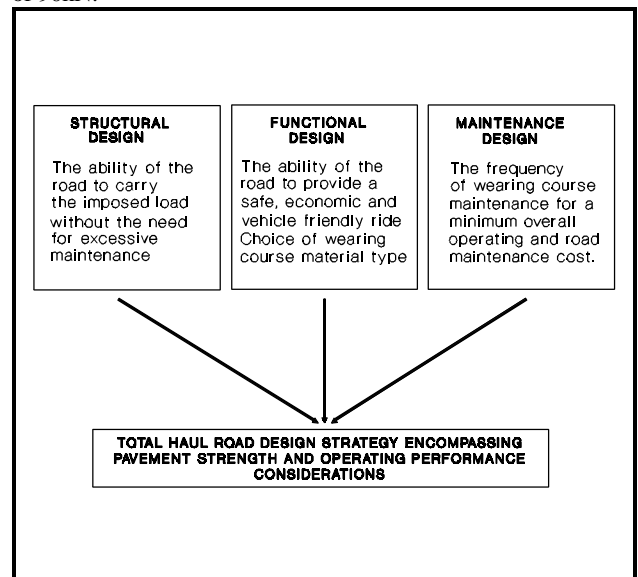 STRUCTURAL
DESIGN
The ability of the
road to carry
the imposed load
without the need
for excessive
maintenance
FUNCTIONAL
DESIGN
The ability of the
road to provide a
safe, economic and
vehicle friendly ride
Choice of wearing
course material type
MAINTENANCE
DESIGN
The frequency
of wearing course
maintenance for a
minimum overall
operating and road
maintenance cost.
TOTAL HAUL ROAD DESIGN STRATEGY ENCOMPASSING
PAVEMENT STRENGTH AND OPERATING PERFORMANCE
CONSIDERATIONS